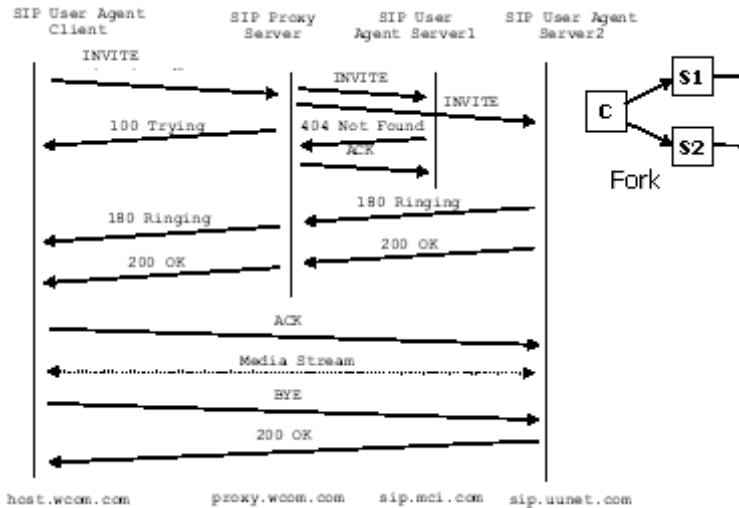 SIP User Agent Client
SIP Proxy Server
SIP User Agent Server1
SIP User Agent Server2
INVITE
INVITE
INVITE
100 Trying
404 Not Found
ACK
180 Ringing
180 Ringing
200 OK
200 OK
ACK
Media Stream
BYE
200 OK
host.wcom.com
proxy.wcom.com
sip.mci.com
sip.uunet.com
C
S1
S2
Fork